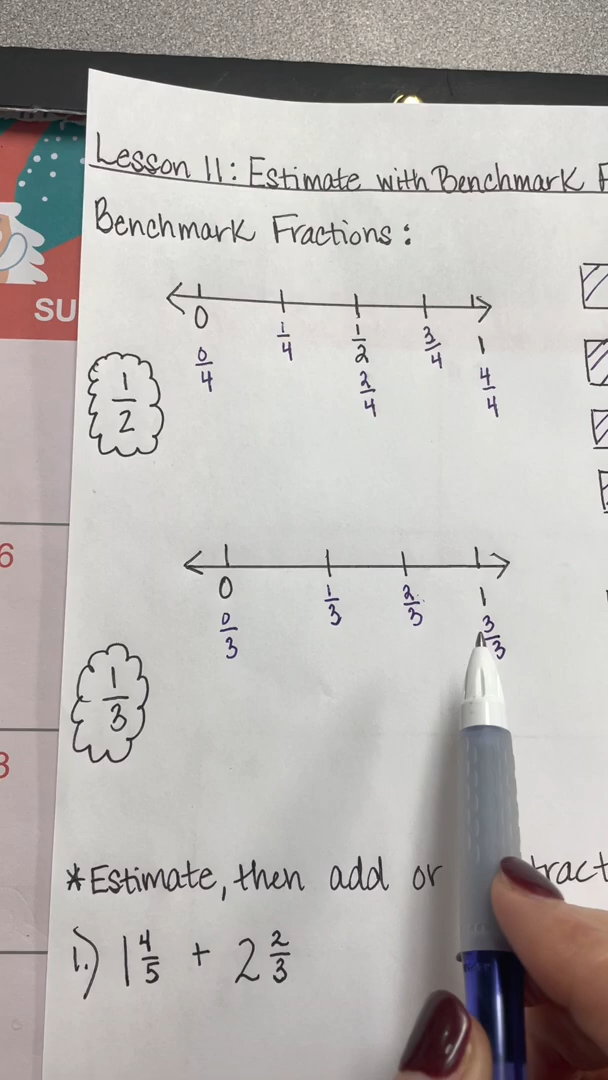 Lesson 11: Estimate with Benchmark F
Benchmark Fractions:
0 1/4 1/2 3/4 1
0/4 2/4 4/4
1/2
0 1/3 2/3 1
0/3 3/3
1/3
*Estimate, then add or tract
1.) 1 4/5 + 2 2/3
SU
6
3